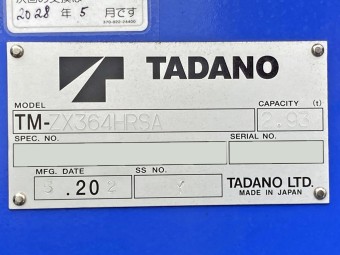 2028 年 5 月です
TADANO
MODEL
CAPACITY (t)
TM-ZX364HRSA
2.93
SPEC. NO.
SERIAL NO.
MFG. DATE
SS NO.
.20
TADANO LTD.
MADE IN JAPAN